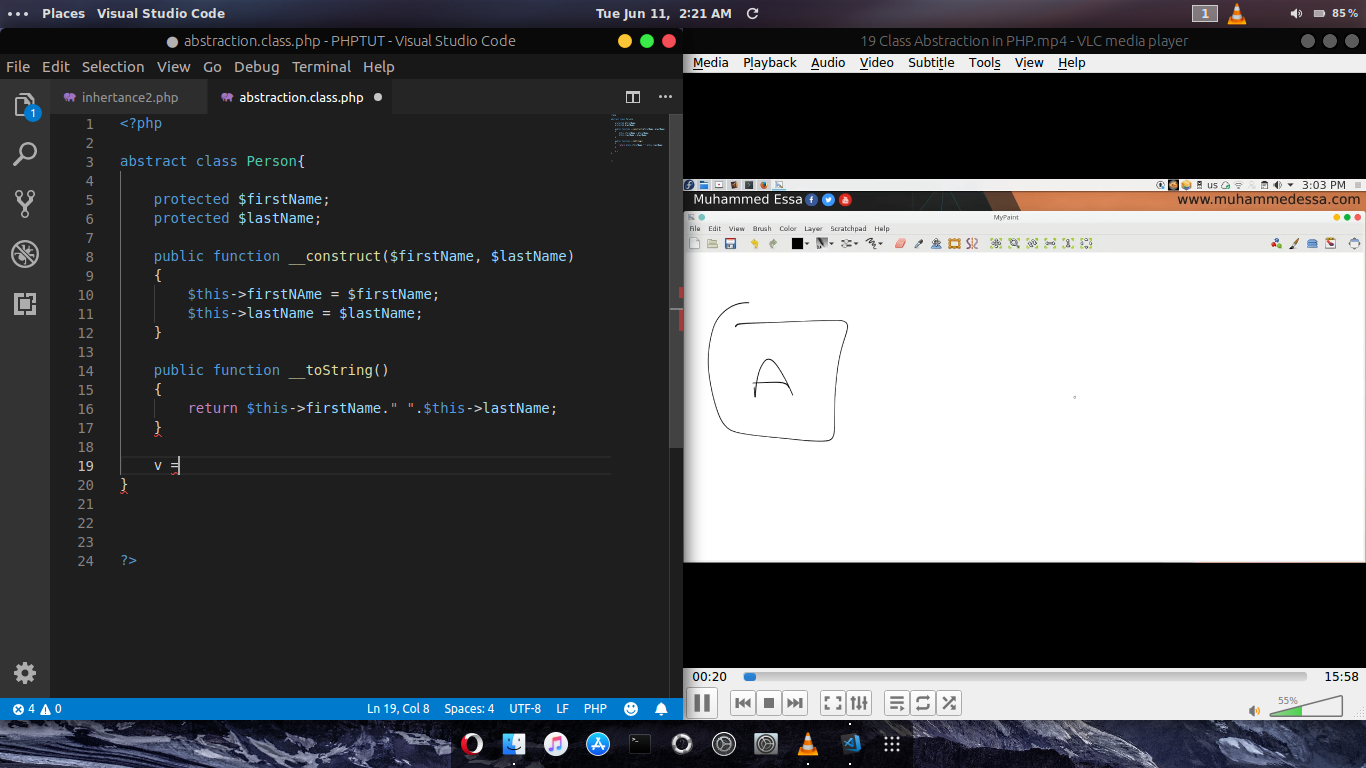 Places Visual Studio Code Tue Jun 11, 2:21 AM 1 85%
abstraction.class.php - PHPTUT - Visual Studio Code
File Edit Selection View Go Debug Terminal Help
1
inhertance2.php abstraction.class.php
1 <?php
2
3 abstract class Person{
4
5 protected $firstName;
6 protected $lastName;
7
8 public function __construct($firstName, $lastName)
9 {
10 $this->firstNAme = $firstName;
11 $this->lastName = $lastName;
12 }
13
14 public function __toString()
15 {
16 return $this->firstName." ".$this->lastName;
17 }
18
19 v =
20 }
21
22
23
24 ?>
4 0 Ln 19, Col 8 Spaces: 4 UTF-8 LF PHP
19 Class Abstraction in PHP.mp4 - VLC media player
Media Playback Audio Video Subtitle Tools View Help
us 3:03 PM
Muhammed Essa www.muhammedessa.com
MyPaint
File Edit View Brush Color Layer Scratchpad Help
A
00:20 15:58
55%